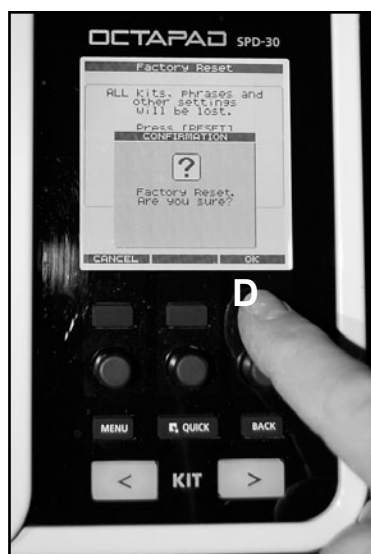 OCTAPAD SPD-30
Factory Reset
ALL kits, phrases and
other settings
will be lost.
Press [RESET]
CONFIRMATION
?
Factory Reset.
Are you sure?
CANCEL OK
D
MENU QUICK BACK
< KIT >